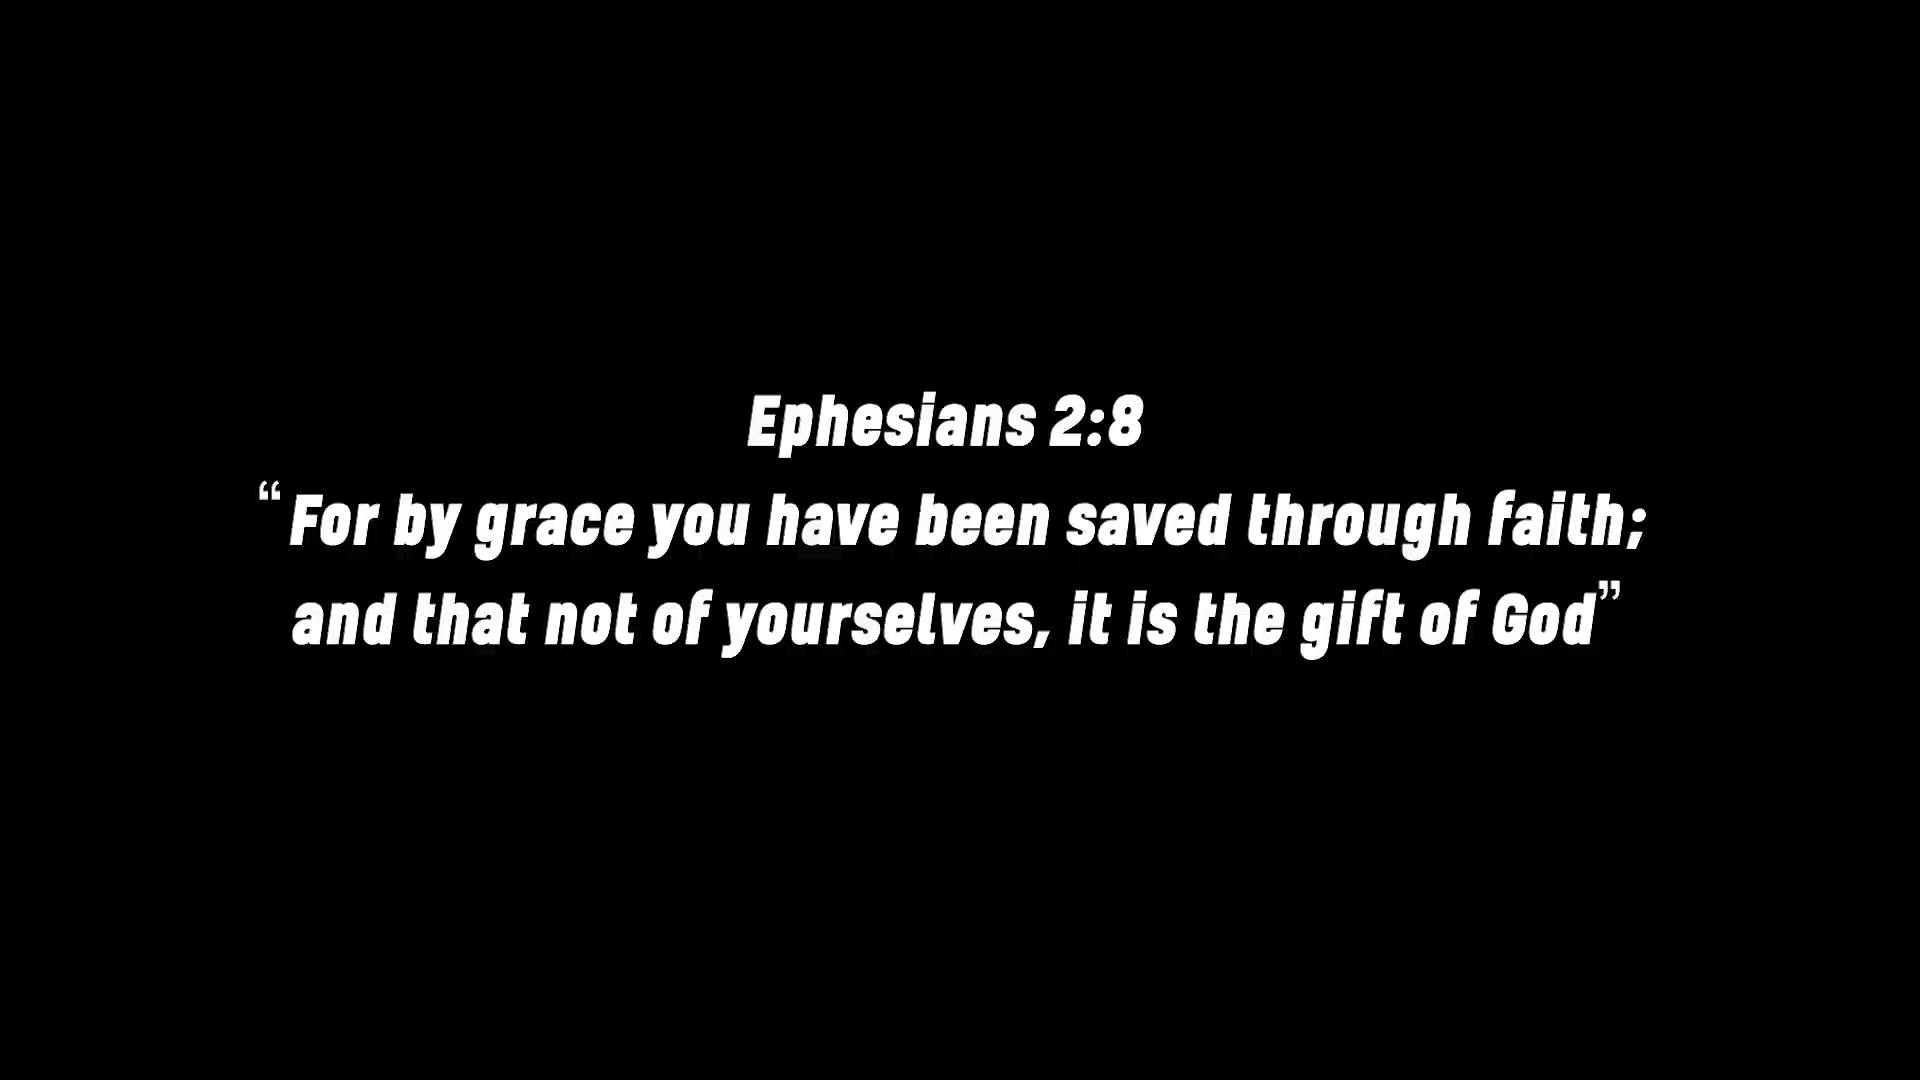 Ephesians 2:8
“For by grace you have been saved through faith;
and that not of yourselves, it is the gift of God”